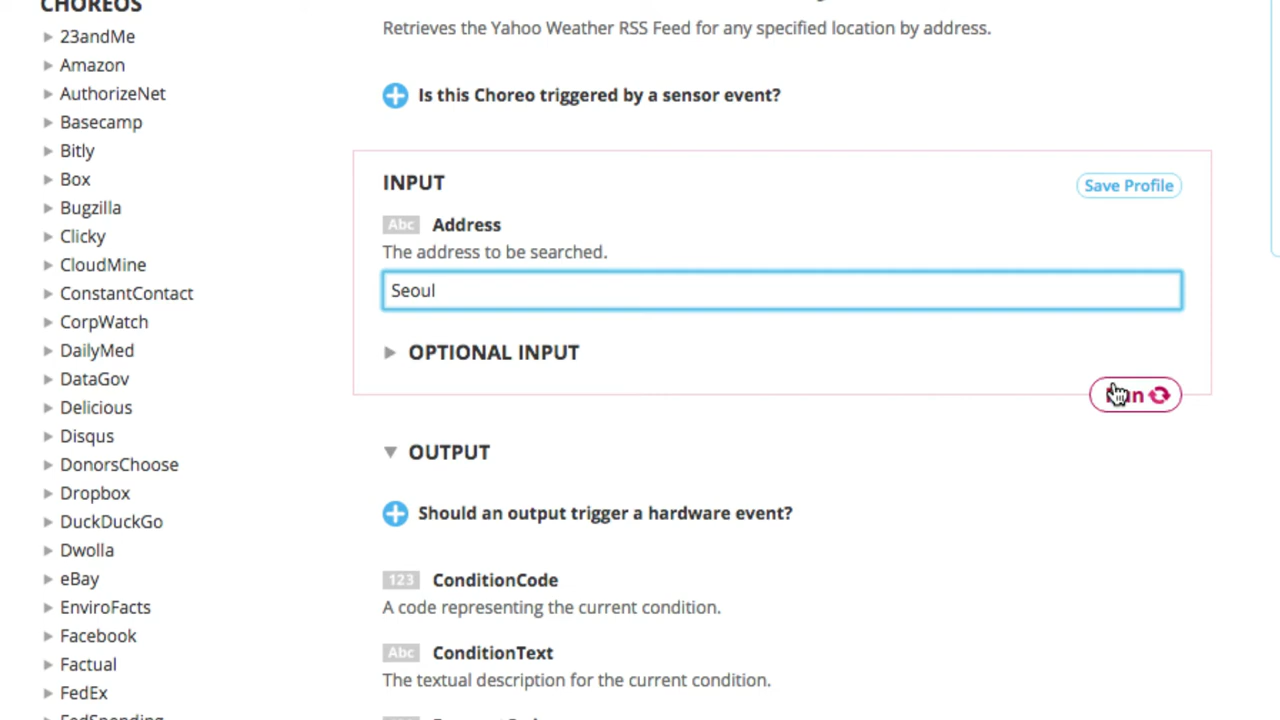 CHOREOS
23andMe
Amazon
AuthorizeNet
Basecamp
Bitly
Box
Bugzilla
Clicky
CloudMine
ConstantContact
CorpWatch
DailyMed
DataGov
Delicious
Disqus
DonorsChoose
Dropbox
DuckDuckGo
Dwolla
eBay
EnviroFacts
Facebook
Factual
FedEx
FedSpending
Retrieves the Yahoo Weather RSS Feed for any specified location by address.
Is this Choreo triggered by a sensor event?
INPUT
Save Profile
Abc Address
The address to be searched.
Seoul
OPTIONAL INPUT
Run
OUTPUT
Should an output trigger a hardware event?
123 ConditionCode
A code representing the current condition.
Abc ConditionText
The textual description for the current condition.